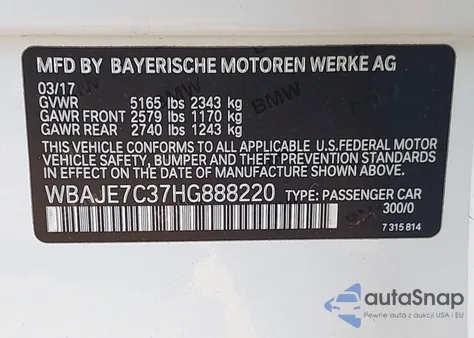 MFD BY BAYERISCHE MOTOREN WERKE AG
03/17
GVWR 5165 lbs 2343 kg
GAWR FRONT 2579 lbs 1170 kg
GAWR REAR 2740 lbs 1243 kg
THIS VEHICLE CONFORMS TO ALL APPLICABLE U.S.FEDERAL MOTOR
VEHICLE SAFETY, BUMPER AND THEFT PREVENTION STANDARDS
IN EFFECT ON THE DATE OF MANUFACTURE SHOWN ABOVE.
WBAJE7C37HG888220 TYPE: PASSENGER CAR
300/0
7 315 814
BMW
autoSnap
Pewne auta z aukcji USA i EU